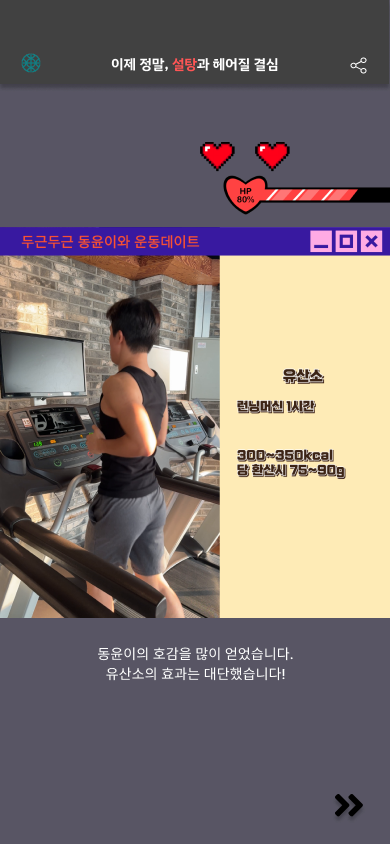 이제 정말, 설탕과 헤어질 결심
HP
80%
두근두근 동윤이와 운동데이트
유산소
런닝머신 1시간
300~350kcal
당 환산시 75~90g
동윤이의 호감을 많이 얻었습니다.
유산소의 효과는 대단했습니다!